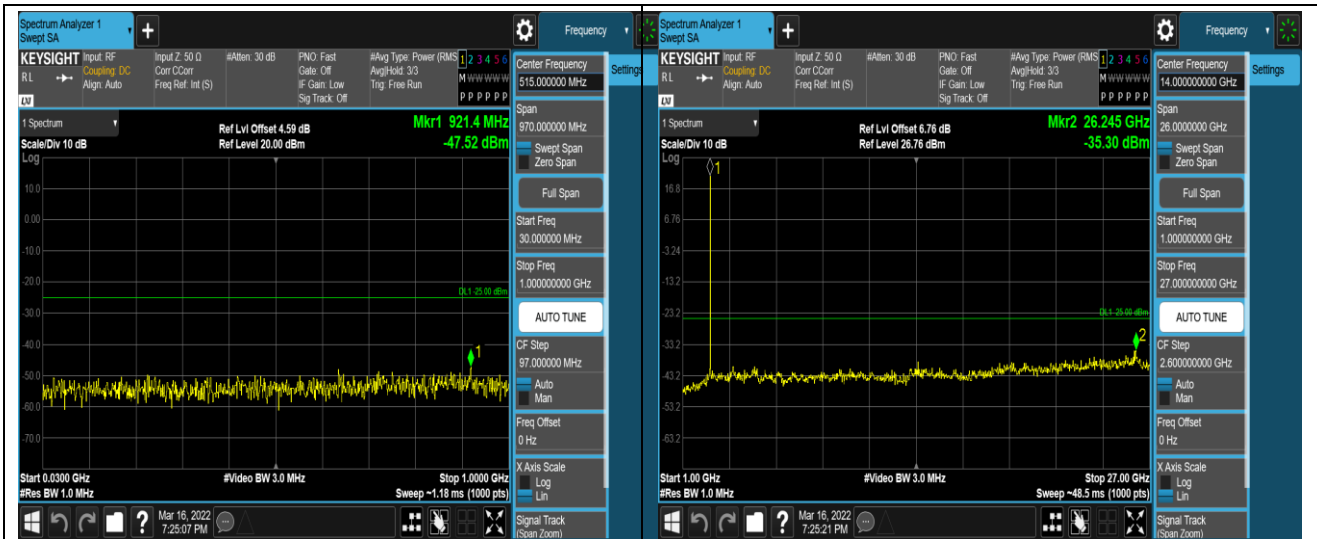 Spectrum Analyzer 1
Swept SA
Frequency
KEYSIGHT
Input: RF
Coupling: DC
Align: Auto
Input Z: 50 Ω
Corr CCorr
Freq Ref: Int (S)
#Atten: 30 dB
PNO: Fast
Gate: Off
IF Gain: Low
Sig Track: Off
#Avg Type: Power (RMS
Avg|Hold: 3/3
Trig: Free Run
1 2 3 4 5 6
M W W W W W
P P P P P P
RL
LXI
Center Frequency
515.000000 MHz
Settings
Span
970.000000 MHz
Swept Span
Zero Span
Full Span
Start Freq
30.000000 MHz
Stop Freq
1.000000000 GHz
AUTO TUNE
CF Step
97.000000 MHz
Auto
Man
Freq Offset
0 Hz
X Axis Scale
Log
Lin
Signal Track
(Span Zoom)
1 Spectrum
Scale/Div 10 dB
Log
Ref Lvl Offset 4.59 dB
Ref Level 20.00 dBm
Mkr1 921.4 MHz
-47.52 dBm
10.0
0.00
-10.0
-20.0
DL1 -25.00 dBm
-30.0
-40.0
1
-50.0
-60.0
-70.0
Start 0.0300 GHz
#Res BW 1.0 MHz
#Video BW 3.0 MHz
Stop 1.0000 GHz
Sweep ~1.18 ms (1000 pts)
?
Mar 16, 2022
7:25:07 PM
Spectrum Analyzer 1
Swept SA
Frequency
KEYSIGHT
Input: RF
Coupling: DC
Align: Auto
Input Z: 50 Ω
Corr CCorr
Freq Ref: Int (S)
#Atten: 30 dB
PNO: Fast
Gate: Off
IF Gain: Low
Sig Track: Off
#Avg Type: Power (RMS
Avg|Hold: 3/3
Trig: Free Run
1 2 3 4 5 6
M W W W W W
P P P P P P
RL
LXI
Center Frequency
14.000000000 GHz
Settings
Span
26.0000000 GHz
Swept Span
Zero Span
Full Span
Start Freq
1.000000000 GHz
Stop Freq
27.000000000 GHz
AUTO TUNE
CF Step
2.600000000 GHz
Auto
Man
Freq Offset
0 Hz
X Axis Scale
Log
Lin
Signal Track
(Span Zoom)
1 Spectrum
Scale/Div 10 dB
Log
Ref Lvl Offset 6.76 dB
Ref Level 26.76 dBm
Mkr2 26.245 GHz
-35.30 dBm
1
16.8
6.76
-3.24
-13.2
-23.2
DL1 -25.00 dBm
-33.2
2
-43.2
-53.2
-63.2
Start 1.00 GHz
#Res BW 1.0 MHz
#Video BW 3.0 MHz
Stop 27.00 GHz
Sweep ~48.5 ms (1000 pts)
?
Mar 16, 2022
7:25:21 PM